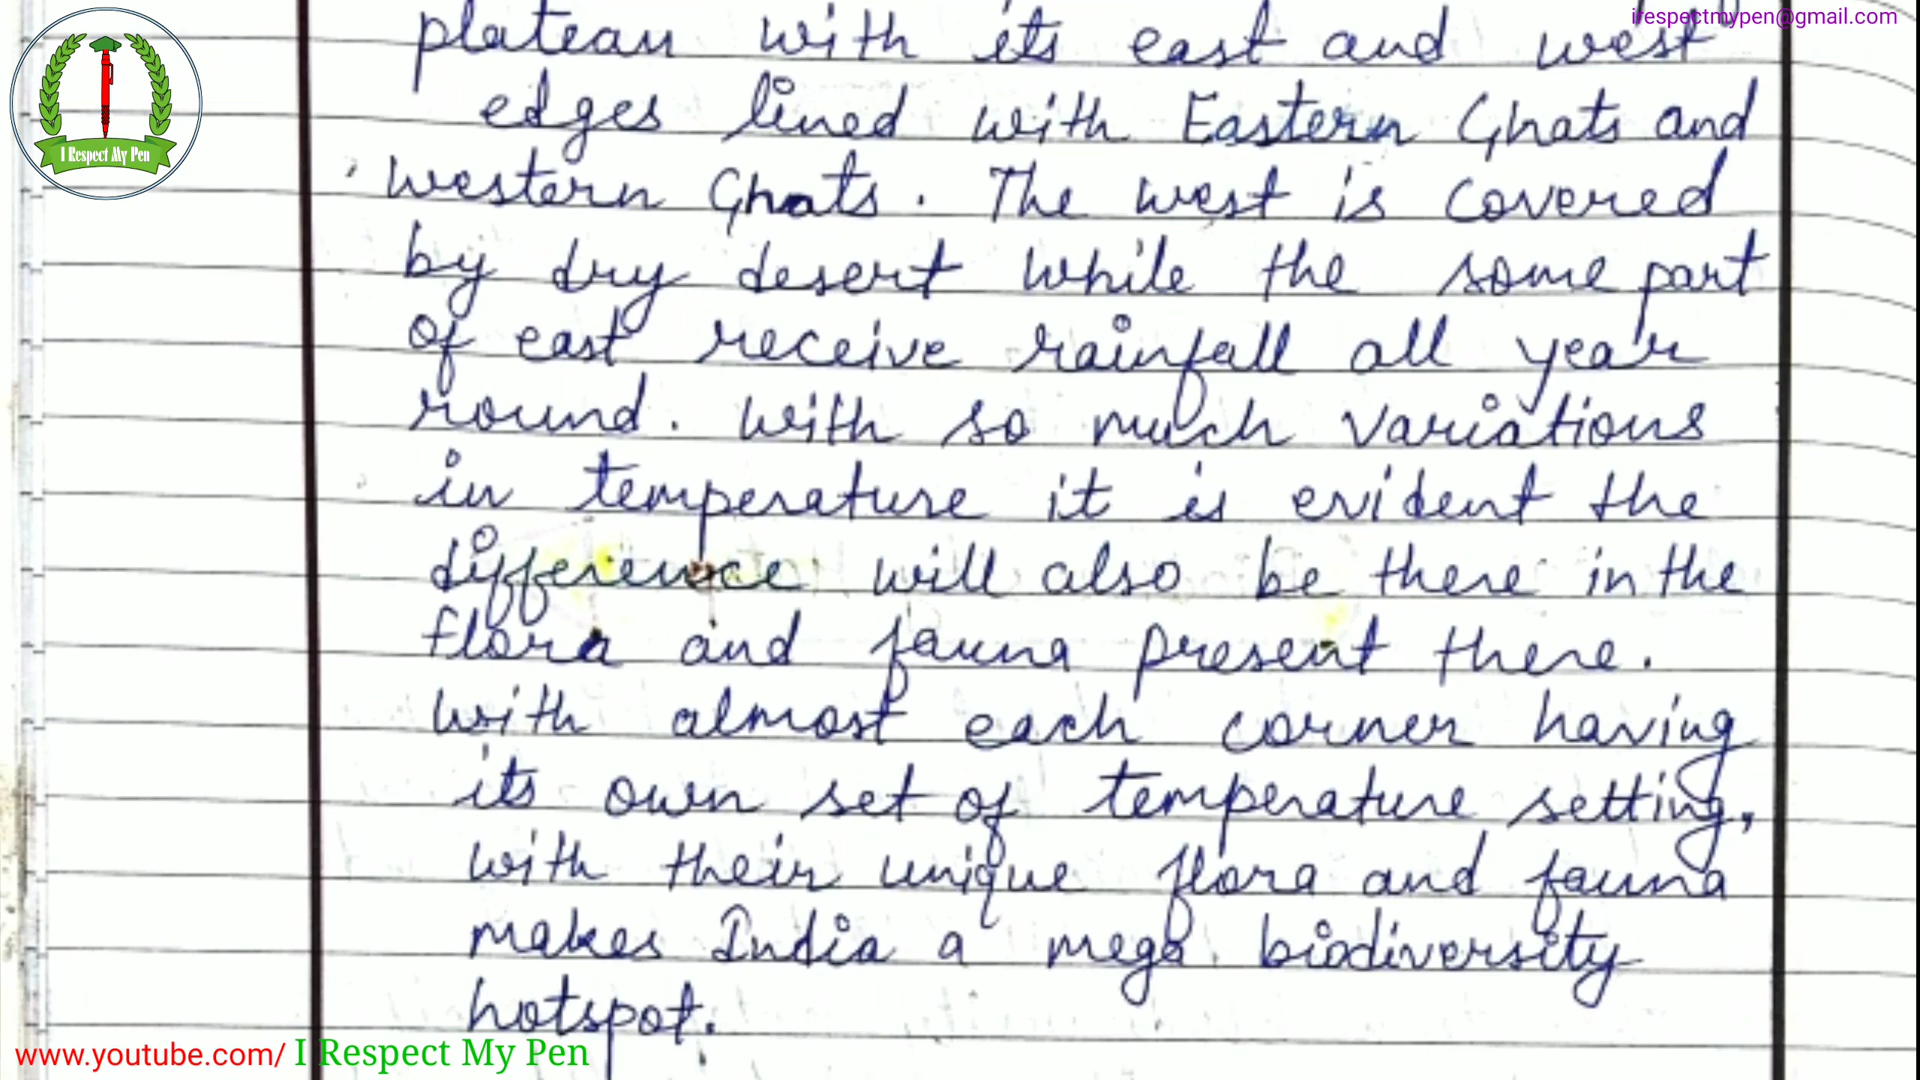 irespectmypen@gmail.com
plateau with its east and west
edges lined with Eastern Ghats and
western Ghats. The west is covered
by dry desert while the some part
of east receive rainfall all year
round. With so much variations
in temperature it is evident the
difference will also be there in the
flora and fauna present there.
With almost each corner having
its own set of temperature setting,
with their unique flora and fauna
makes India a mega biodiversity
hotspot.
I Respect My Pen
www.youtube.com/ I Respect My Pen